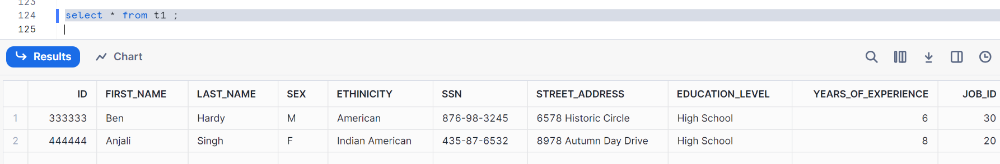 123
124 select * from t1 ;
125
Results Chart
ID FIRST_NAME LAST_NAME SEX ETHINICITY SSN STREET_ADDRESS EDUCATION_LEVEL YEARS_OF_EXPERIENCE JOB_ID
1 333333 Ben Hardy M American 876-98-3245 6578 Historic Circle High School 6 30
2 444444 Anjali Singh F Indian American 435-87-6532 8978 Autumn Day Drive High School 8 20